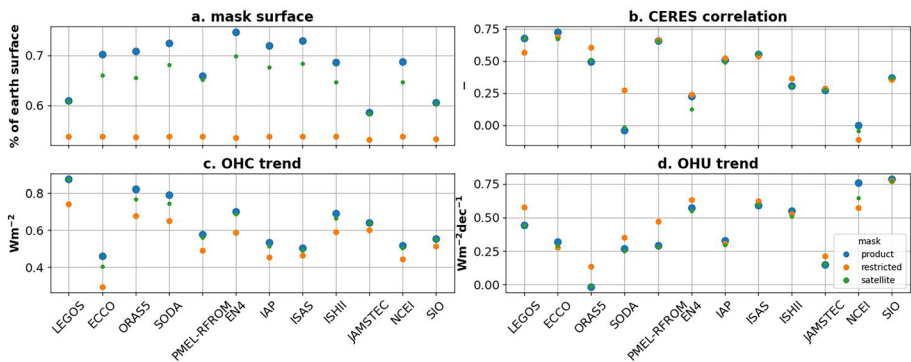 a. mask surface
% of earth surface
0.7
0.6
b. CERES correlation
–
0.75
0.50
0.25
0.00
c. OHC trend
Wm⁻²
0.8
0.6
0.4
LEGOS
ECCO
ORAS5
SODA
PMEL-RFROM
EN4
IAP
ISAS
ISHII
JAMSTEC
NCEI
SIO
d. OHU trend
Wm⁻²dec⁻¹
0.75
0.50
0.25
0.00
mask
product
restricted
satellite
LEGOS
ECCO
ORAS5
SODA
PMEL-RFROM
EN4
IAP
ISAS
ISHII
JAMSTEC
NCEI
SIO